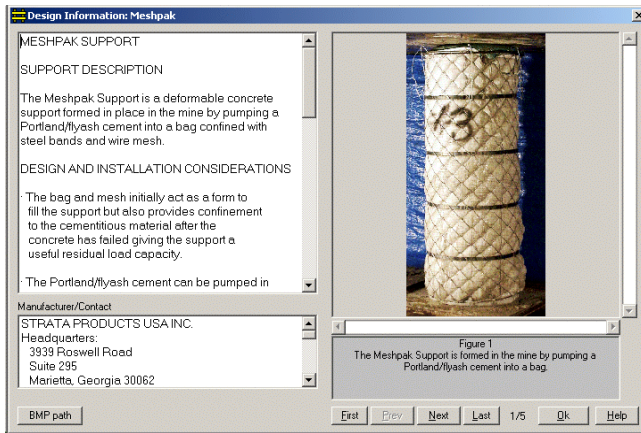 Design Information: Meshpak
MESHPAK SUPPORT
SUPPORT DESCRIPTION
The Meshpak Support is a deformable concrete
support formed in place in the mine by pumping a
Portland/flyash cement into a bag confined with
steel bands and wire mesh.
DESIGN AND INSTALLATION CONSIDERATIONS
· The bag and mesh initially act as a form to
fill the support but also provides confinement
to the cementitious material after the
concrete has failed giving the support a
useful residual load capacity.
· The Portland/flyash cement can be pumped in
Manufacturer/Contact
STRATA PRODUCTS USA INC.
Headquarters:
3939 Roswell Road
Suite 295
Marietta, Georgia 30062
Figure 1
The Meshpak Support is formed in the mine by pumping a
Portland/flyash cement into a bag.
BMP path
First Prev Next Last 1/5 Ok Help